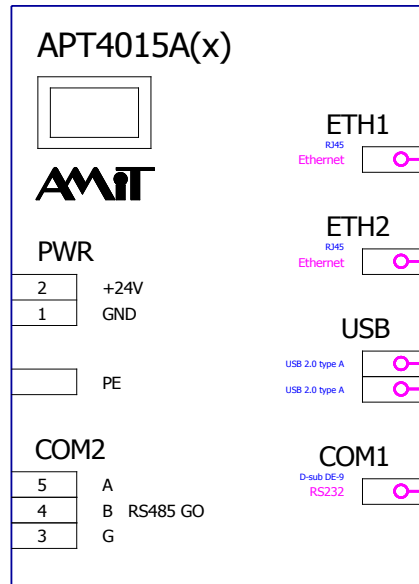 APT4015A(x)
AMiT
ETH1
RJ45
Ethernet
ETH2
RJ45
Ethernet
PWR
2 +24V
1 GND
PE
USB
USB 2.0 type A
USB 2.0 type A
COM2
5 A
4 B RS485 GO
3 G
COM1
D-sub DE-9
RS232